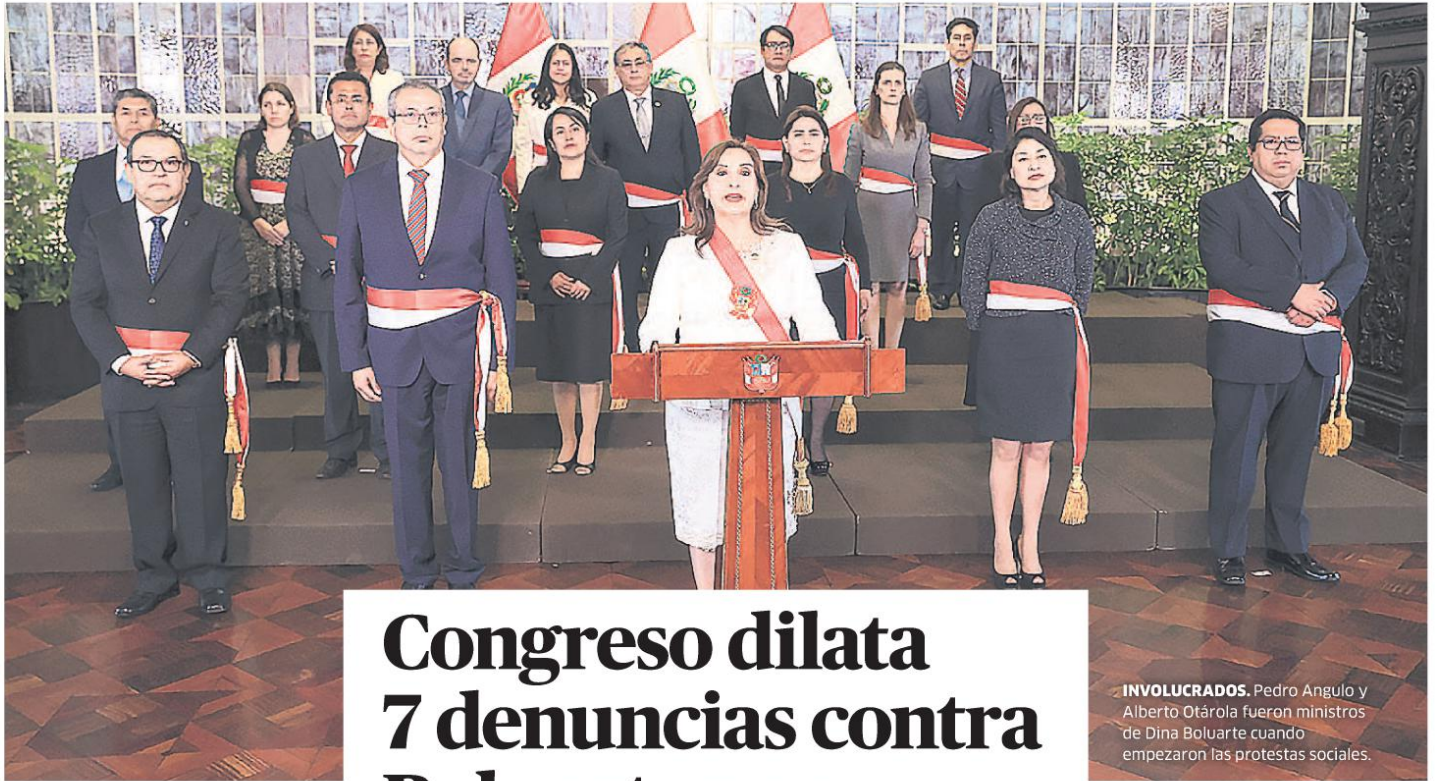 Congreso dilata
7 denuncias contra
INVOLUCRADOS. Pedro Angulo y
Alberto Otárola fueron ministros
de Dina Boluarte cuando
empezaron las protestas sociales.